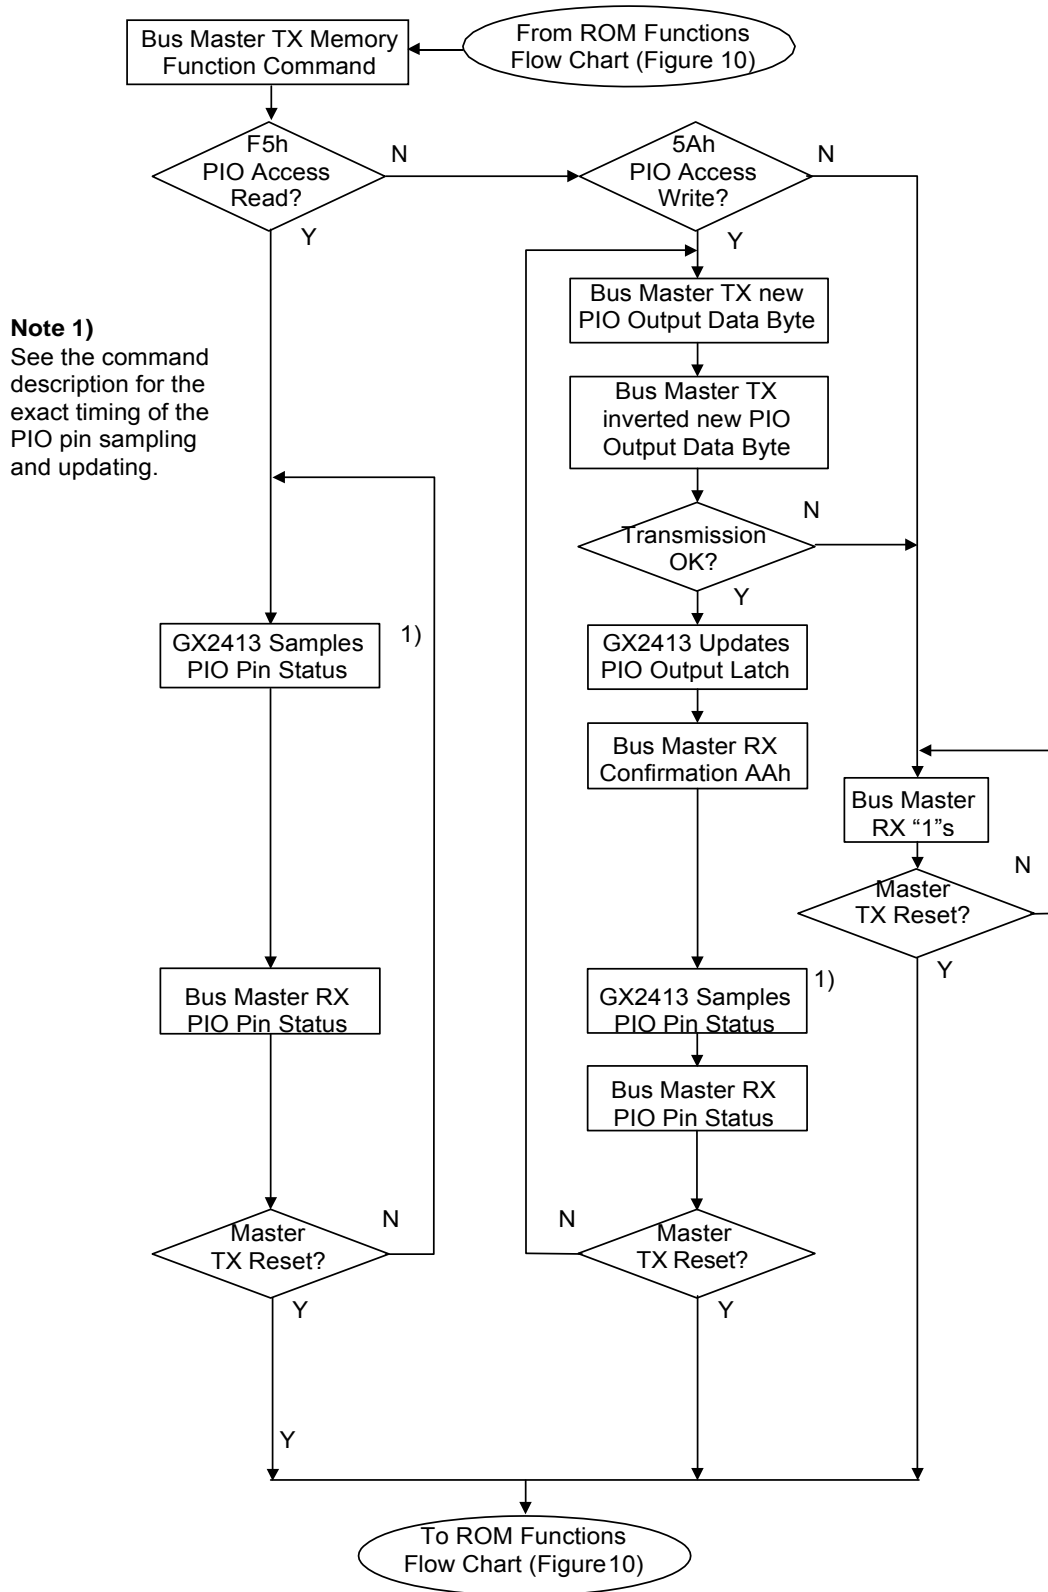 Bus Master TX Memory
Function Command
From ROM Functions
Flow Chart (Figure 10)
F5h
PIO Access
Read?
N
Y
5Ah
PIO Access
Write?
N
Y
Note 1)
See the command
description for the
exact timing of the
PIO pin sampling
and updating.
Bus Master TX new
PIO Output Data Byte
Bus Master TX
inverted new PIO
Output Data Byte
Transmission
OK?
N
Y
GX2413 Samples
PIO Pin Status
1)
GX2413 Updates
PIO Output Latch
Bus Master RX
Confirmation AAh
Bus Master
RX “1”s
Master
TX Reset?
N
Y
Bus Master RX
PIO Pin Status
GX2413 Samples
PIO Pin Status
1)
Bus Master RX
PIO Pin Status
Master
TX Reset?
N
Y
Y
Master
TX Reset?
N
Y
To ROM Functions
Flow Chart (Figure 10)